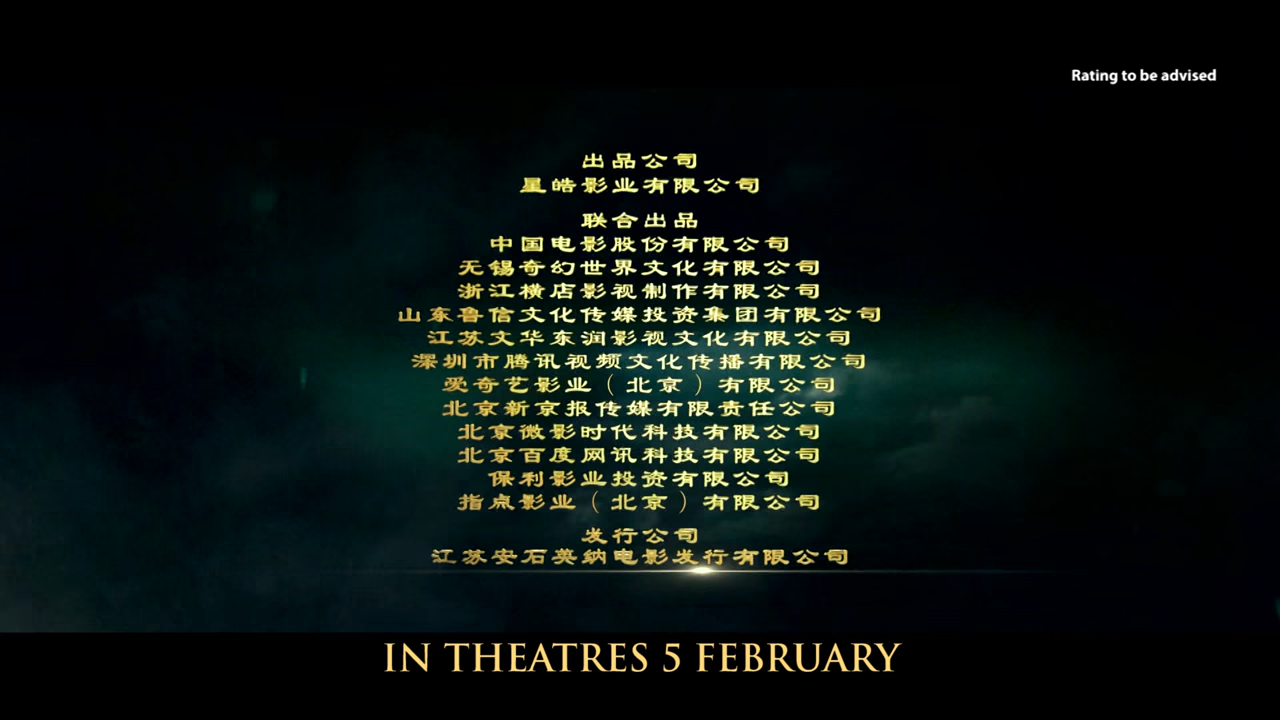 Rating to be advised
出品公司
星皓影业有限公司
联合出品
中国电影股份有限公司
无锡奇幻世界文化有限公司
浙江横店影视制作有限公司
山东鲁信文化传媒投资集团有限公司
江苏文华东润影视文化有限公司
深圳市腾讯视频文化传播有限公司
爱奇艺影业（北京）有限公司
北京新京报传媒有限责任公司
北京微影时代科技有限公司
北京百度网讯科技有限公司
保利影业投资有限公司
指点影业（北京）有限公司
发行公司
江苏安石英纳电影发行有限公司
IN THEATRES 5 FEBRUARY